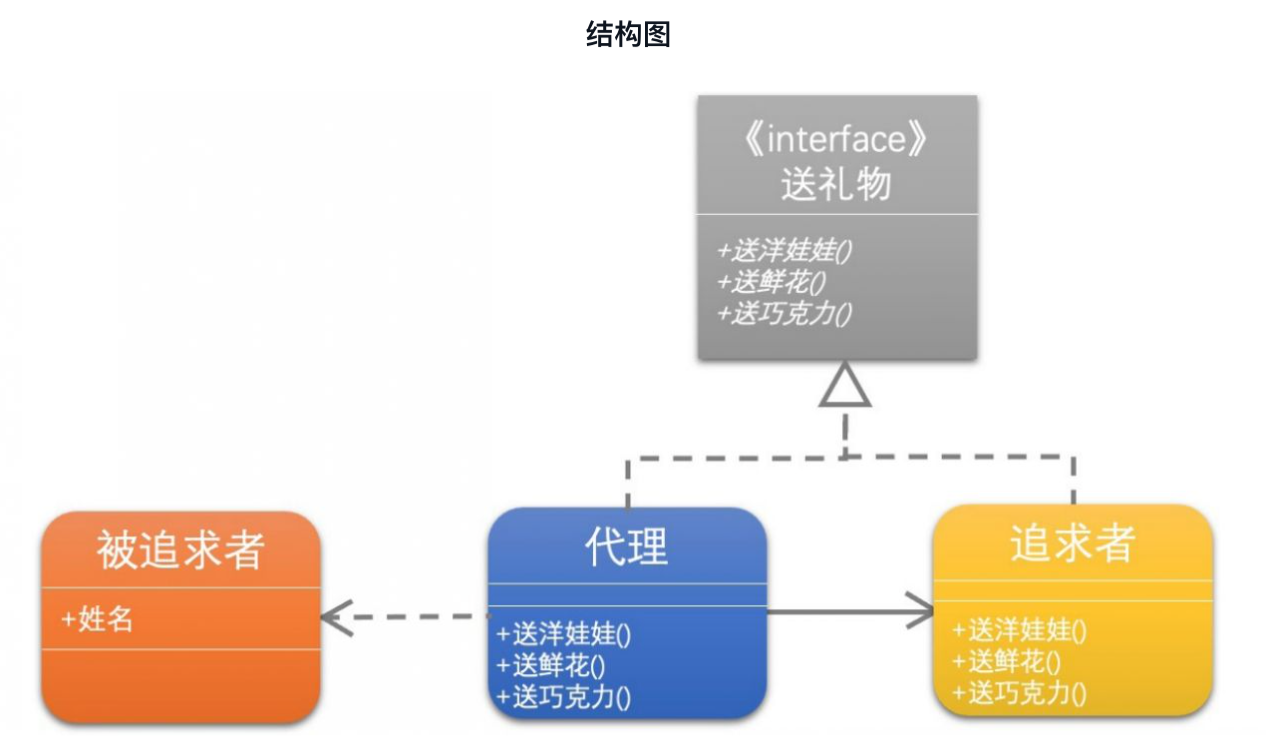 结构图
《interface》
送礼物
+送洋娃娃()
+送鲜花()
+送巧克力()
被追求者
+姓名
代理
+送洋娃娃()
+送鲜花()
+送巧克力()
追求者
+送洋娃娃()
+送鲜花()
+送巧克力()